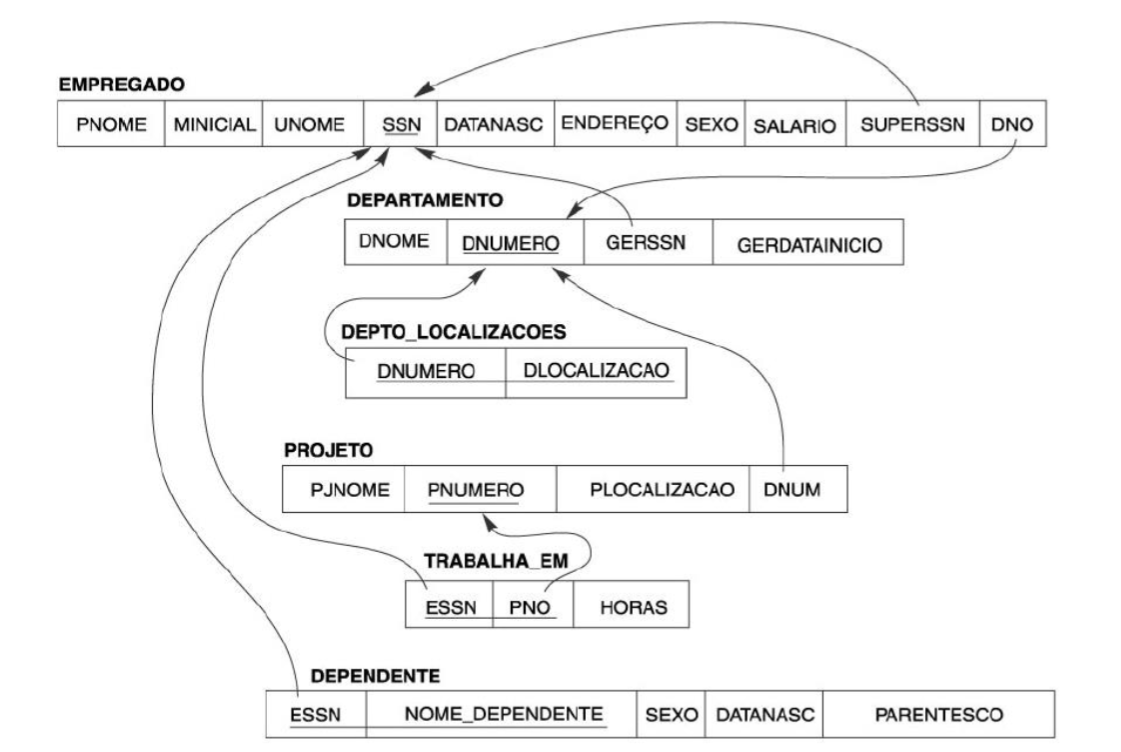 EMPREGADO
PNOME MINICIAL UNOME SSN DATANASC ENDEREÇO SEXO SALARIO SUPERSSN DNO
DEPARTAMENTO
DNOME DNUMERO GERSSN GERDATAINICIO
DEPTO_LOCALIZACOES
DNUMERO DLOCALIZACAO
PROJETO
PJNOME PNUMERO PLOCALIZACAO DNUM
TRABALHA_EM
ESSN PNO HORAS
DEPENDENTE
ESSN NOME_DEPENDENTE SEXO DATANASC PARENTESCO